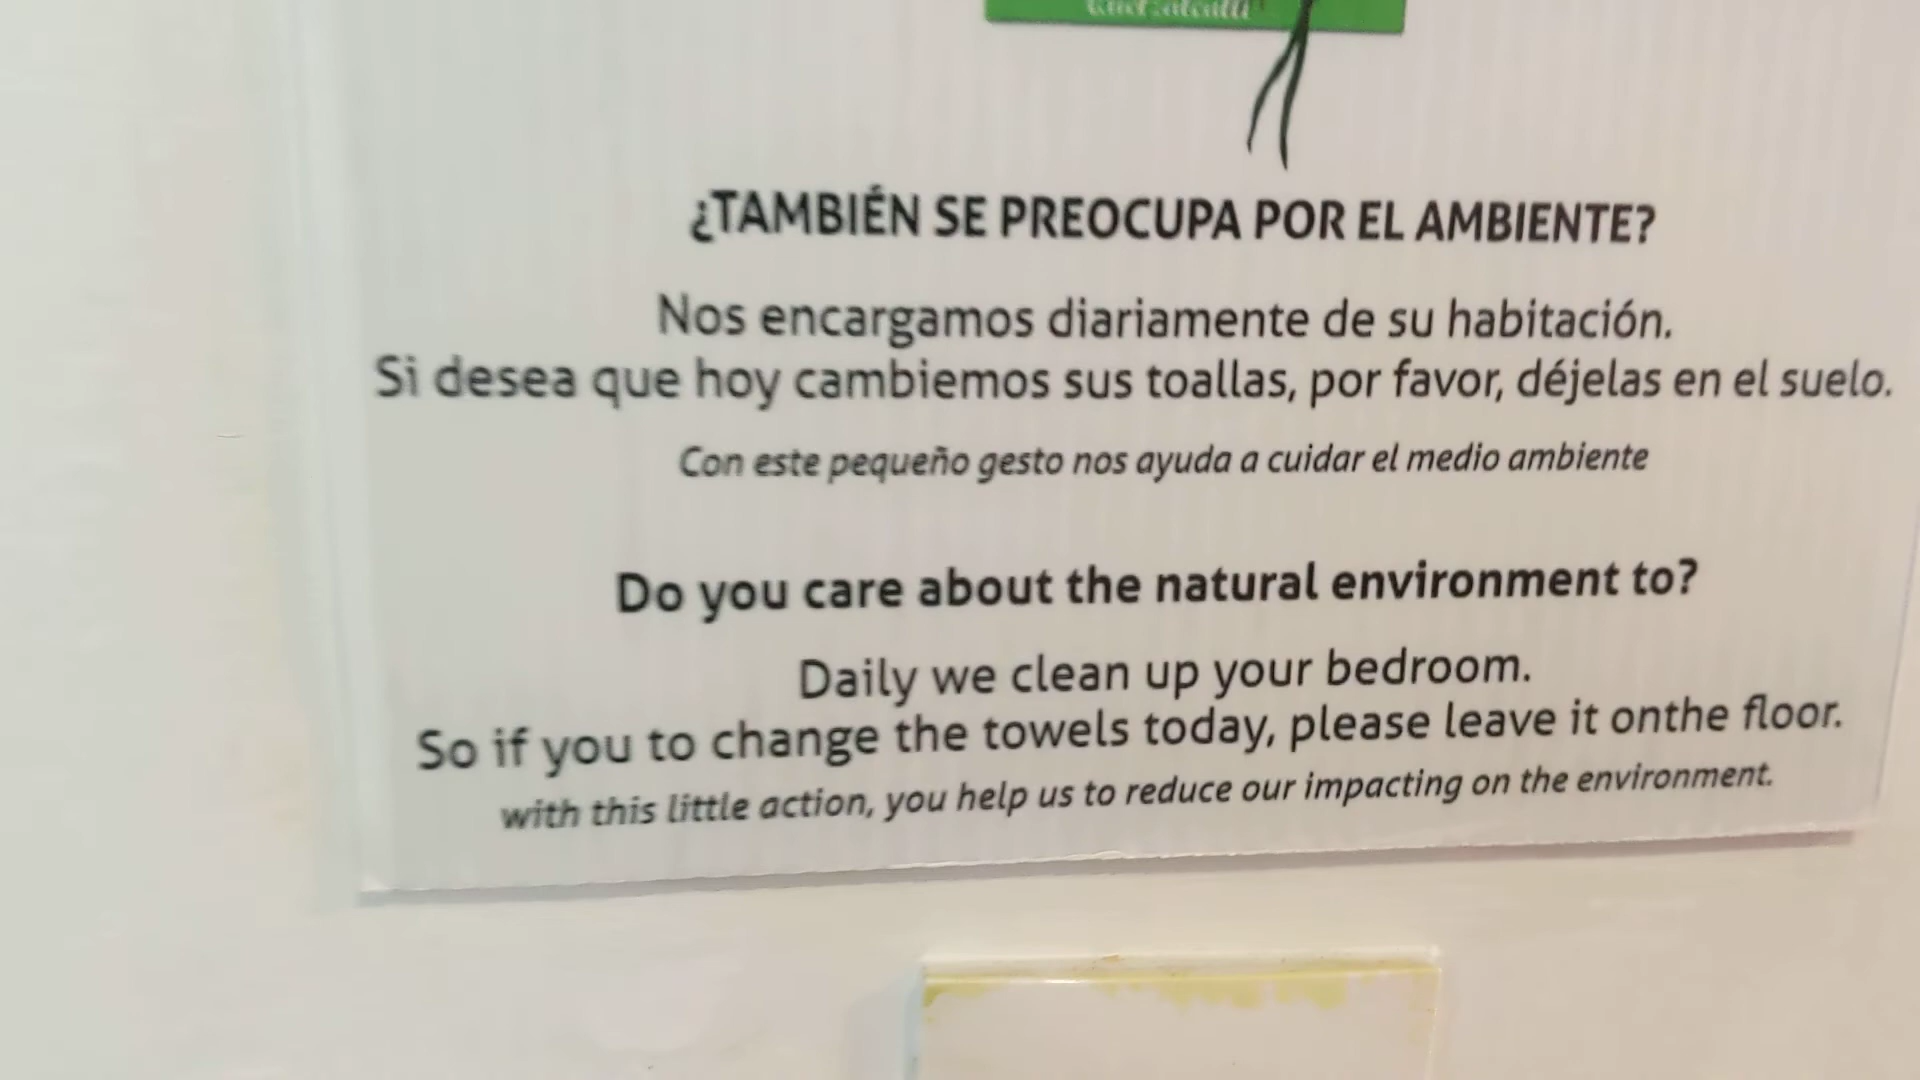 ¿TAMBIÉN SE PREOCUPA POR EL AMBIENTE?
Nos encargamos diariamente de su habitación.
Si desea que hoy cambiemos sus toallas, por favor, déjelas en el suelo.
Con este pequeño gesto nos ayuda a cuidar el medio ambiente
Do you care about the natural environment to?
Daily we clean up your bedroom.
So if you to change the towels today, please leave it onthe floor.
with this little action, you help us to reduce our impacting on the environment.